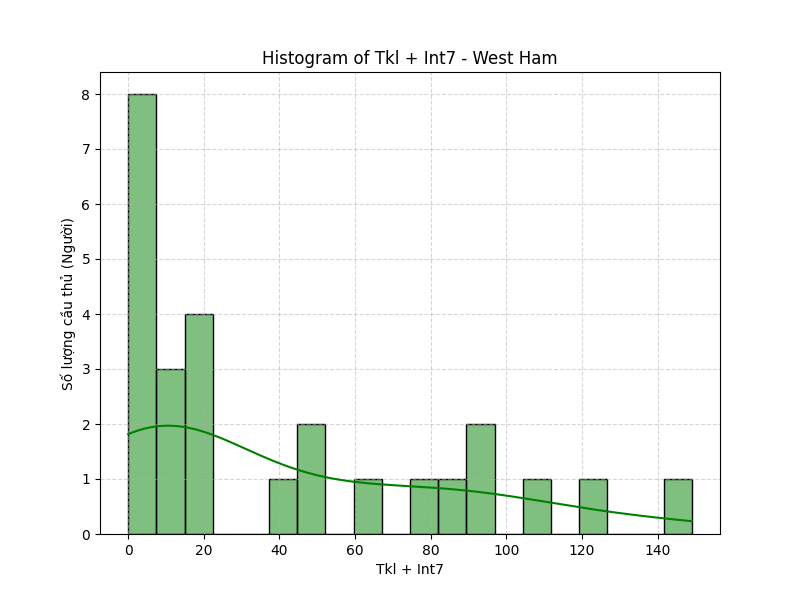 Histogram of Tkl + Int7 - West Ham
8
7
6
5
4
3
2
1
0
Số lượng cầu thủ (Người)
0 20 40 60 80 100 120 140
Tkl + Int7